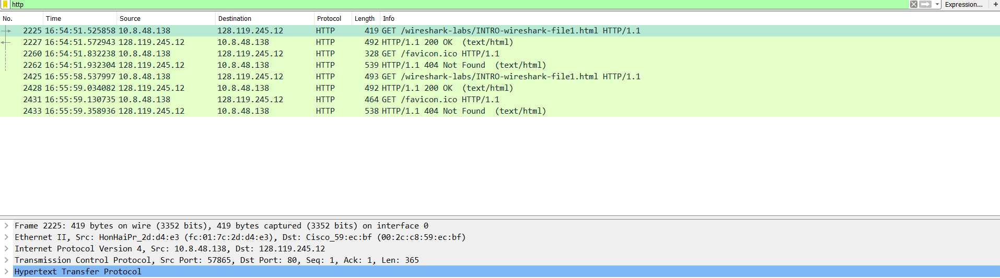 http Expression... +
No. Time Source Destination Protocol Length Info
2225 16:54:51.525858 10.8.48.138 128.119.245.12 HTTP 419 GET /wireshark-labs/INTRO-wireshark-file1.html HTTP/1.1
2227 16:54:51.572943 128.119.245.12 10.8.48.138 HTTP 492 HTTP/1.1 200 OK (text/html)
2260 16:54:51.832238 10.8.48.138 128.119.245.12 HTTP 328 GET /favicon.ico HTTP/1.1
2262 16:54:51.932304 128.119.245.12 10.8.48.138 HTTP 539 HTTP/1.1 404 Not Found (text/html)
2425 16:55:58.537997 10.8.48.138 128.119.245.12 HTTP 493 GET /wireshark-labs/INTRO-wireshark-file1.html HTTP/1.1
2428 16:55:59.034082 128.119.245.12 10.8.48.138 HTTP 492 HTTP/1.1 200 OK (text/html)
2431 16:55:59.130735 10.8.48.138 128.119.245.12 HTTP 464 GET /favicon.ico HTTP/1.1
2433 16:55:59.358936 128.119.245.12 10.8.48.138 HTTP 538 HTTP/1.1 404 Not Found (text/html)
Frame 2225: 419 bytes on wire (3352 bits), 419 bytes captured (3352 bits) on interface 0
Ethernet II, Src: HonHaiPr_2d:d4:e3 (fc:01:7c:2d:d4:e3), Dst: Cisco_59:ec:bf (00:2c:c8:59:ec:bf)
Internet Protocol Version 4, Src: 10.8.48.138, Dst: 128.119.245.12
Transmission Control Protocol, Src Port: 57865, Dst Port: 80, Seq: 1, Ack: 1, Len: 365
Hypertext Transfer Protocol